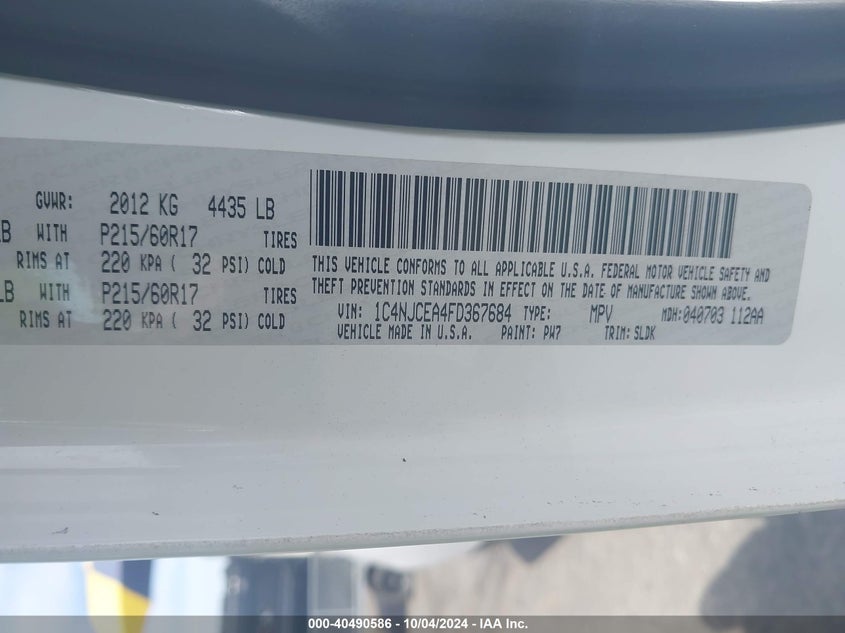 GVWR: 2012 KG 4435 LB
LB WITH P215/60R17 TIRES
RIMS AT 220 KPA ( 32 PSI) COLD
LB WITH P215/60R17 TIRES
RIMS AT 220 KPA ( 32 PSI) COLD
THIS VEHICLE CONFORMS TO ALL APPLICABLE U.S.A. FEDERAL MOTOR VEHICLE SAFETY AND
THEFT PREVENTION STANDARDS IN EFFECT ON THE DATE OF MANUFACTURE SHOWN ABOVE.
VIN: 1C4NJCEA4FD367684 TYPE: MPV MDH:040703 112AA
VEHICLE MADE IN U.S.A. PAINT: PW7 TRIM: SLDK
000-40490586 - 10/04/2024 - IAA Inc.